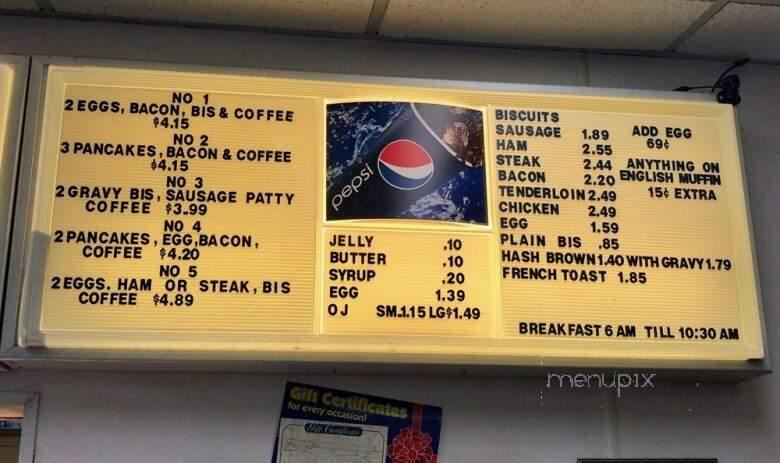 NO 1
2 EGGS, BACON, BIS & COFFEE
$4.15
NO 2
3 PANCAKES, BACON & COFFEE
$4.15
NO 3
2 GRAVY BIS, SAUSAGE PATTY
COFFEE $3.99
NO 4
2 PANCAKES, EGG, BACON,
COFFEE $4.20
NO 5
2 EGGS. HAM OR STEAK, BIS
COFFEE $4.89
pepsi
JELLY .10
BUTTER .10
SYRUP .20
EGG 1.39
OJ SM.1.15 LG$1.49
BISCUITS
SAUSAGE 1.89
HAM 2.55
STEAK 2.44
BACON 2.20
TENDERLOIN 2.49
CHICKEN 2.49
EGG 1.59
PLAIN BIS .85
HASH BROWN 1.40 WITH GRAVY 1.79
FRENCH TOAST 1.85
ADD EGG
69¢
ANYTHING ON
ENGLISH MUFFIN
15¢ EXTRA
BREAKFAST 6 AM TILL 10:30 AM
menupix
Gift Certificates
for every occasion!
Gift Certificate